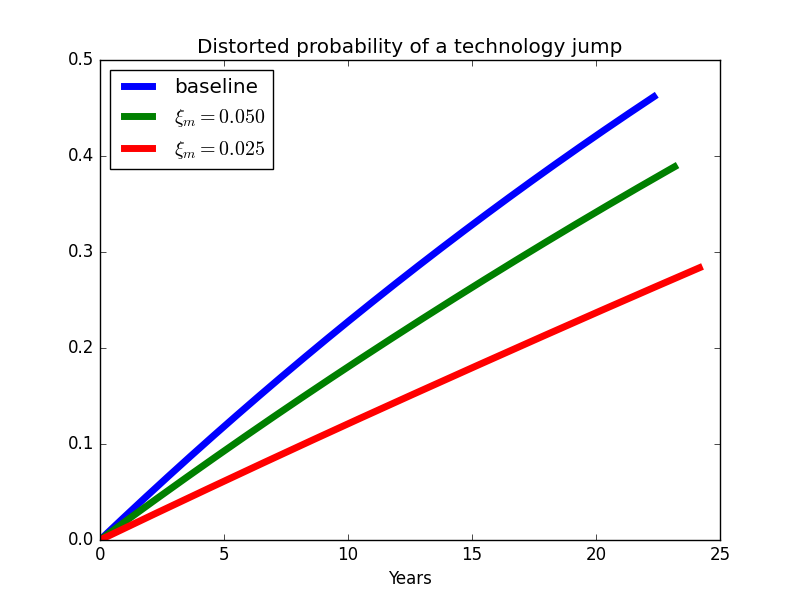 Distorted probability of a technology jump
0.5
0.4
0.3
0.2
0.1
0.0
baseline
ξₘ = 0.050
ξₘ = 0.025
0 5 10 15 20 25
Years